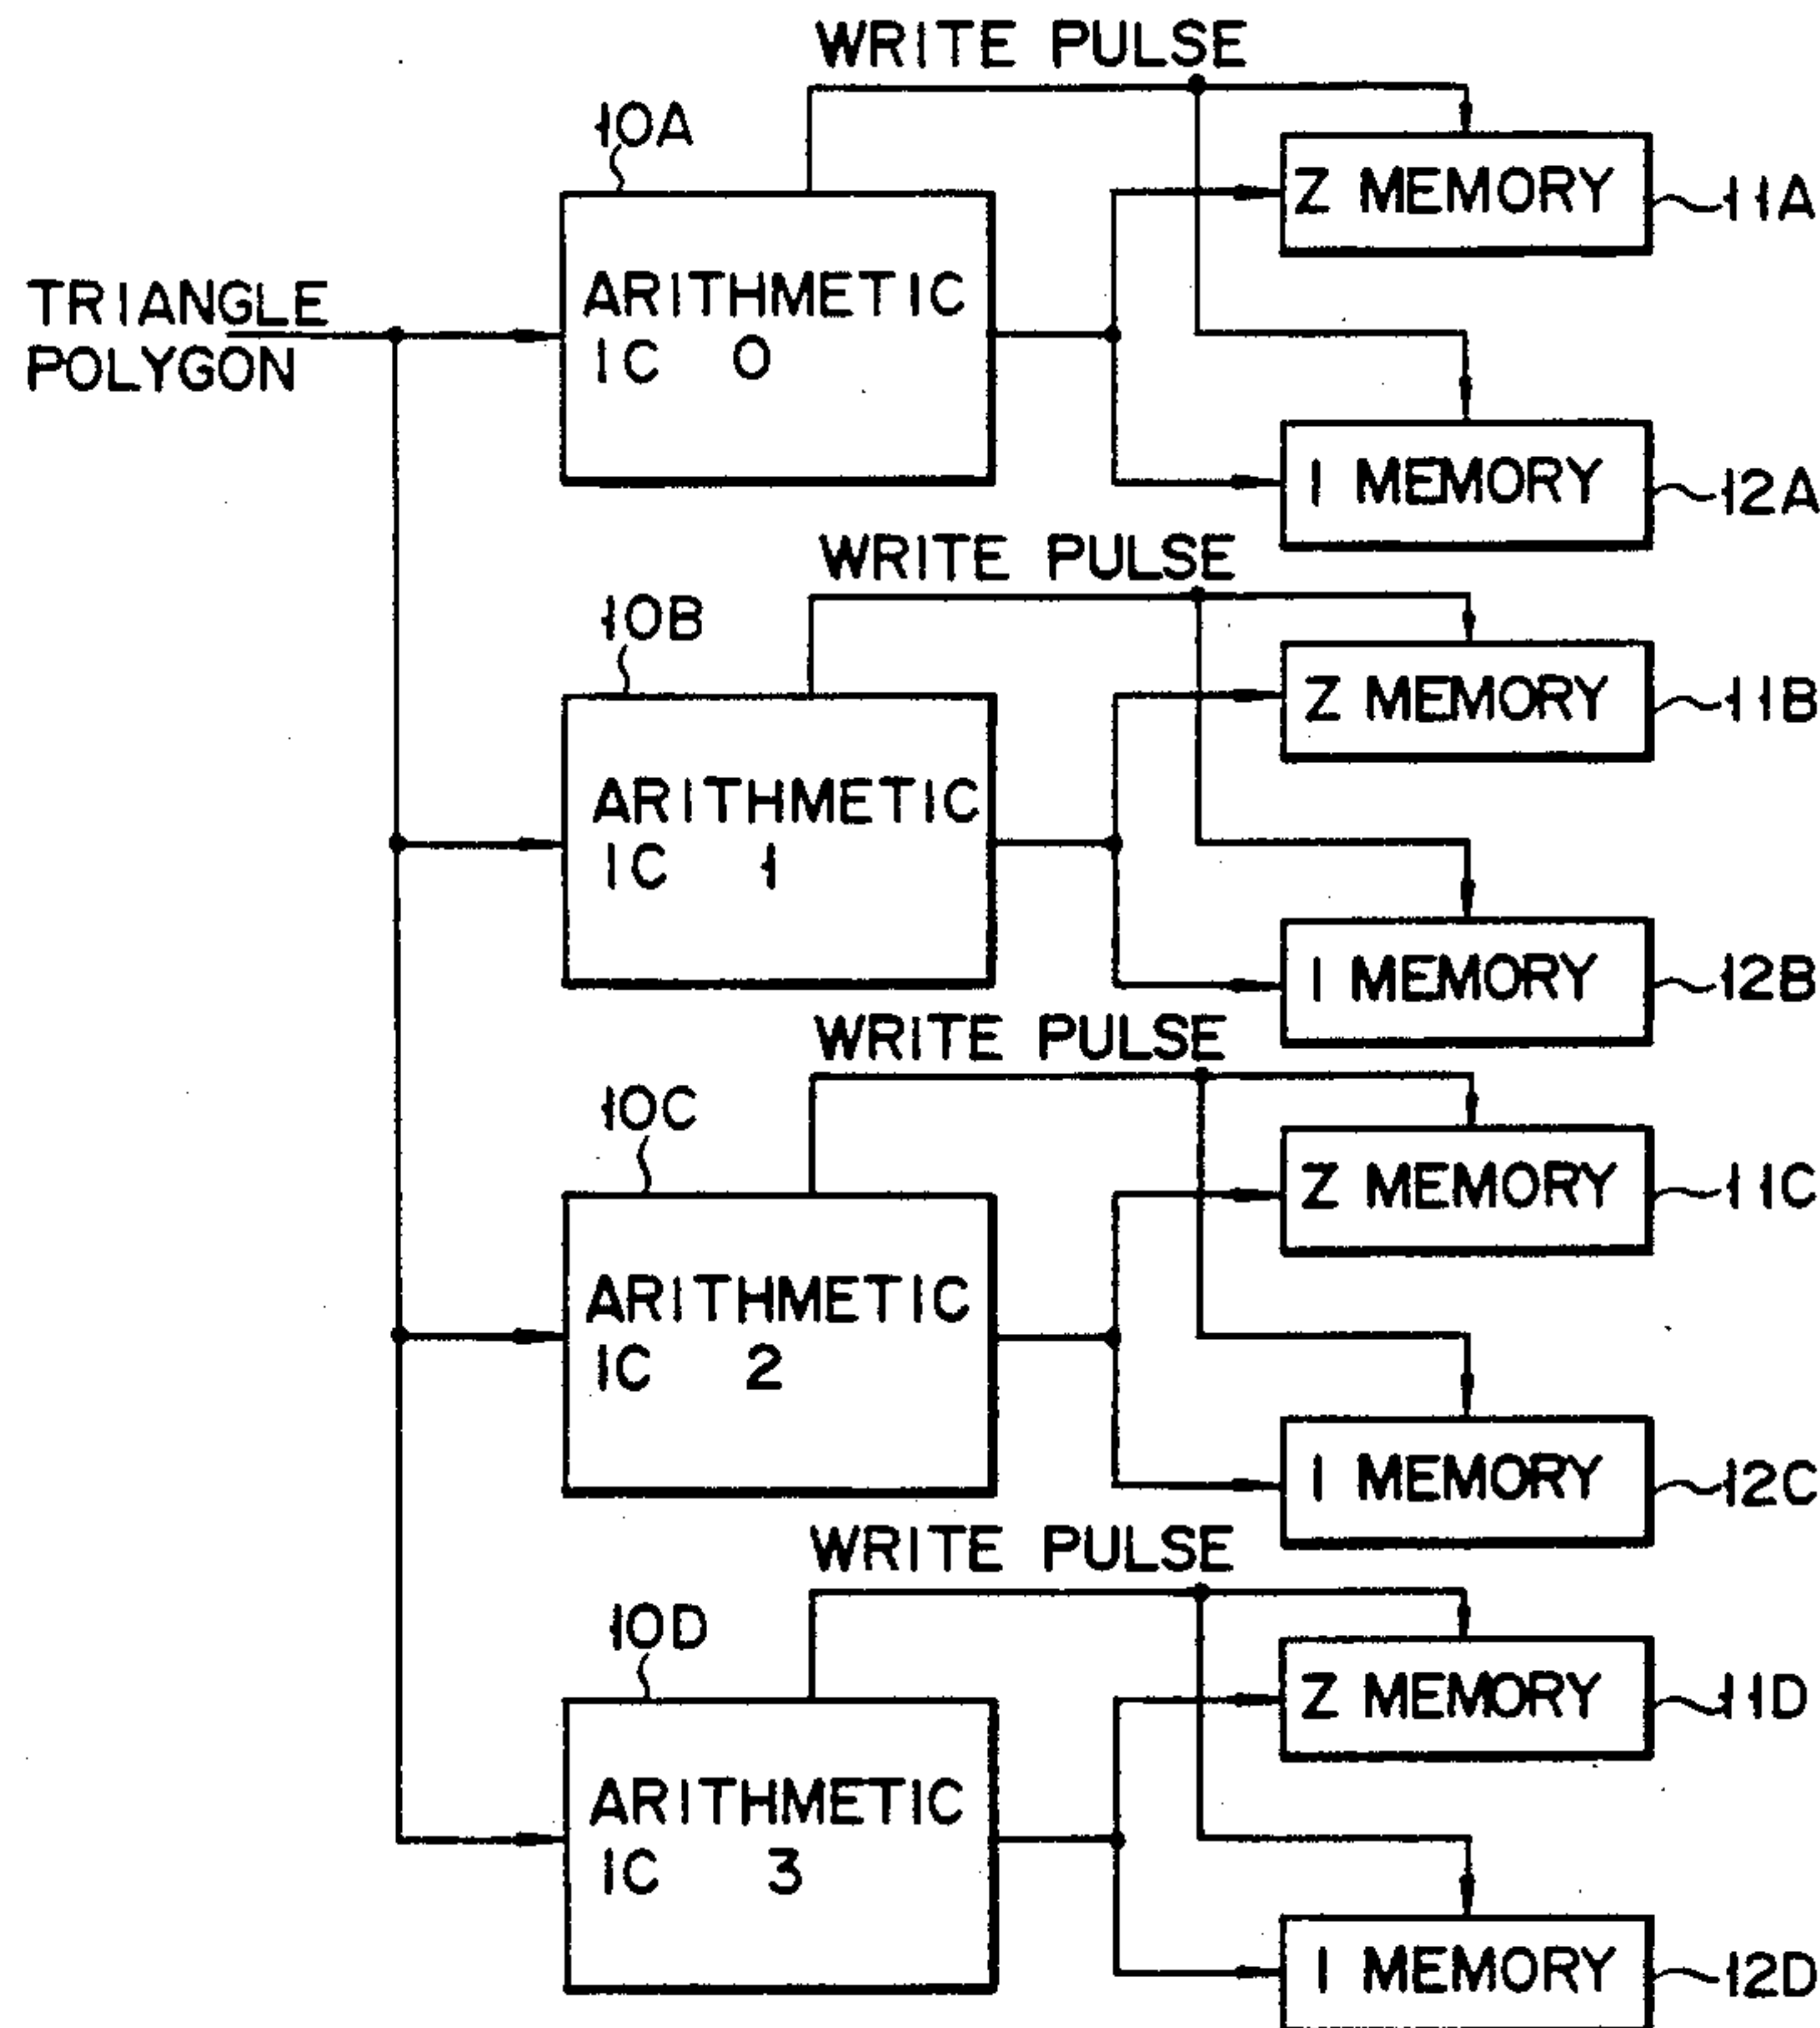 WRITE PULSE
10A
Z MEMORY
11A
TRIANGLE
POLYGON
ARITHMETIC
IC 0
I MEMORY
12A
WRITE PULSE
10B
Z MEMORY
11B
ARITHMETIC
IC 1
I MEMORY
12B
WRITE PULSE
10C
Z MEMORY
11C
ARITHMETIC
IC 2
I MEMORY
12C
WRITE PULSE
10D
Z MEMORY
11D
ARITHMETIC
IC 3
I MEMORY
12D